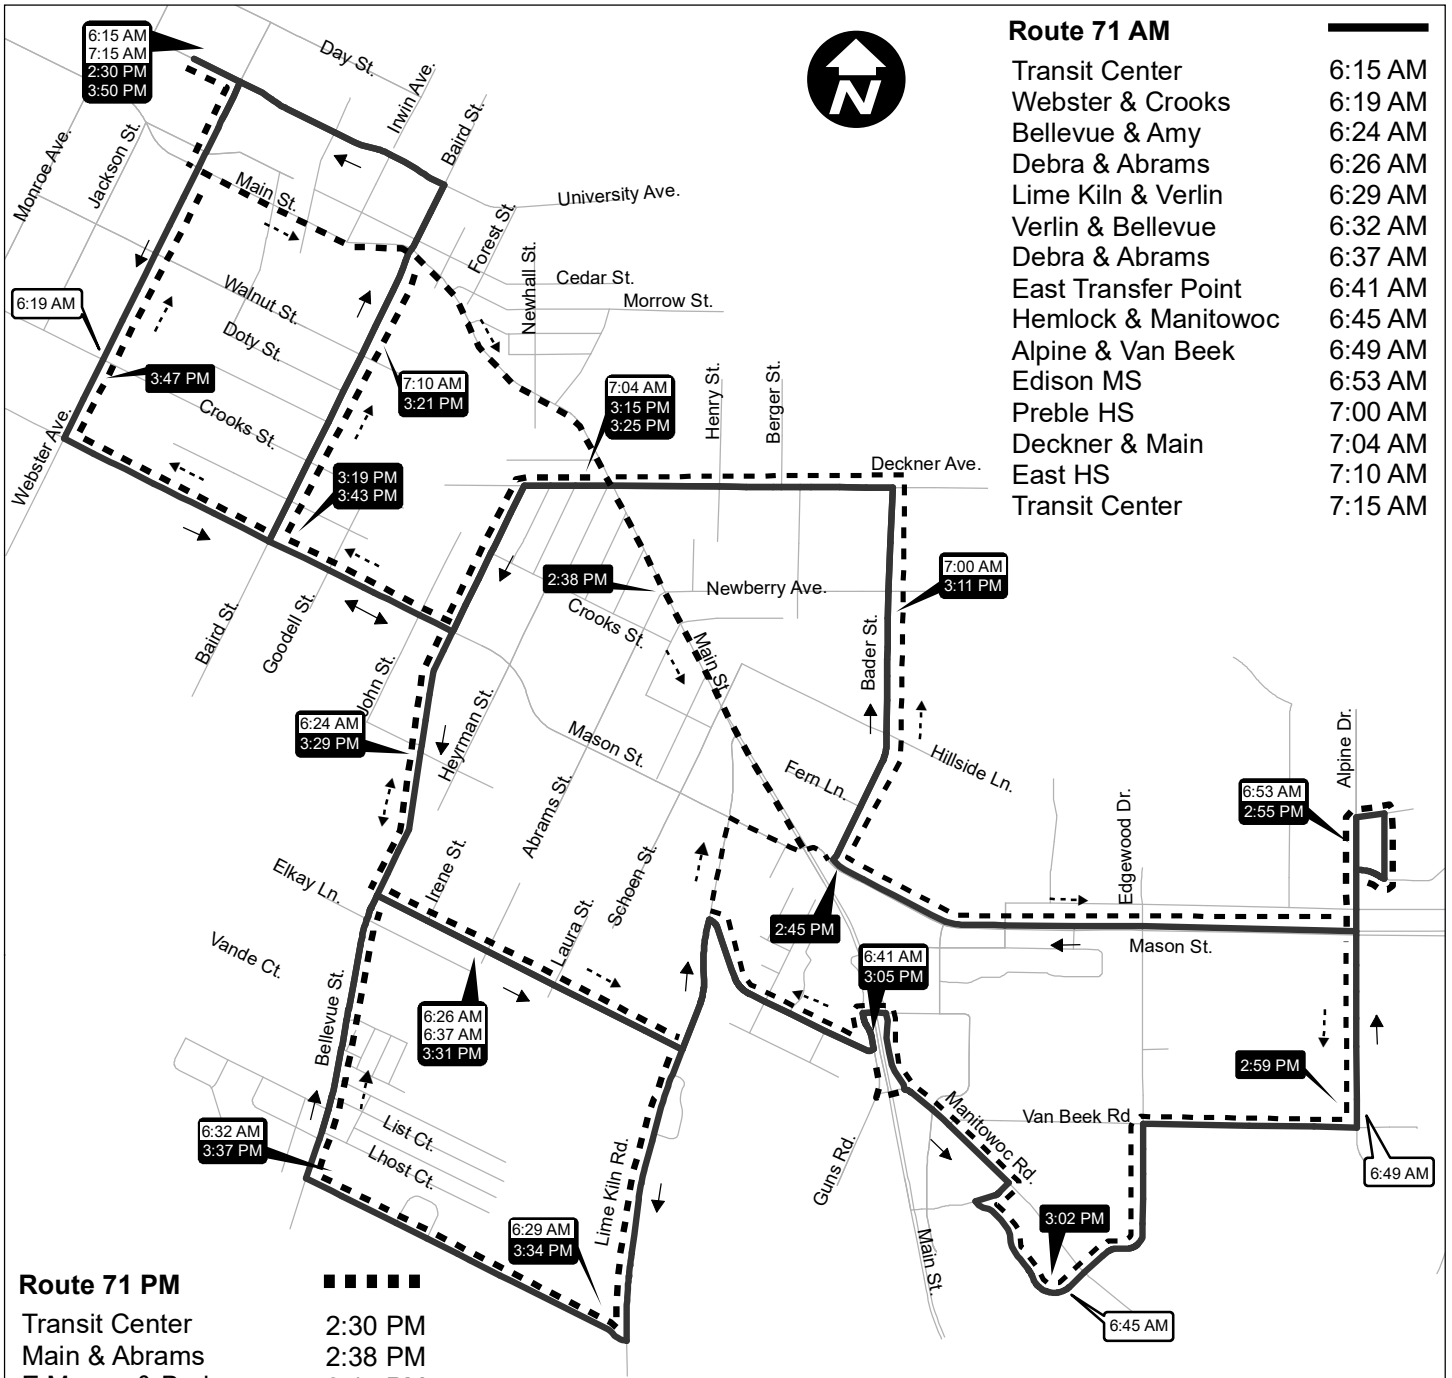 6:15 AM
7:15 AM
2:30 PM
3:50 PM
Day St.
Irwin Ave.
Baird St.
Monroe Ave.
Jackson St.
Main St.
University Ave.
Forest St.
Newhall St.
Cedar St.
Morrow St.
N
Route 71 AM
Transit Center 6:15 AM
Webster & Crooks 6:19 AM
Bellevue & Amy 6:24 AM
Debra & Abrams 6:26 AM
Lime Kiln & Verlin 6:29 AM
Verlin & Bellevue 6:32 AM
Debra & Abrams 6:37 AM
East Transfer Point 6:41 AM
Hemlock & Manitowoc 6:45 AM
Alpine & Van Beek 6:49 AM
Edison MS 6:53 AM
Preble HS 7:00 AM
Deckner & Main 7:04 AM
East HS 7:10 AM
Transit Center 7:15 AM
6:19 AM
Walnut St.
Doty St.
3:47 PM
Crooks St.
Webster Ave.
7:10 AM
3:21 PM
7:04 AM
3:15 PM
3:25 PM
Henry St.
Berger St.
Deckner Ave.
3:19 PM
3:43 PM
2:38 PM
Newberry Ave.
7:00 AM
3:11 PM
Crooks St.
Main St.
Bader St.
Baird St.
Goodell St.
John St.
6:24 AM
3:29 PM
Heyrman St.
Mason St.
Fern Ln.
Hillside Ln.
Alpine Dr.
6:53 AM
2:55 PM
Edgewood Dr.
Abrams St.
Irene St.
Elkay Ln.
Schoen St.
Laura St.
2:45 PM
Mason St.
Vande Ct.
Bellevue St.
6:41 AM
3:05 PM
6:26 AM
6:37 AM
3:31 PM
2:59 PM
Manitowoc Rd.
Van Beek Rd
6:32 AM
3:37 PM
List Ct.
Lhost Ct.
Lime Kiln Rd.
Guns Rd.
6:49 AM
3:02 PM
6:29 AM
3:34 PM
Main St.
6:45 AM
Route 71 PM
Transit Center 2:30 PM
Main & Abrams 2:38 PM